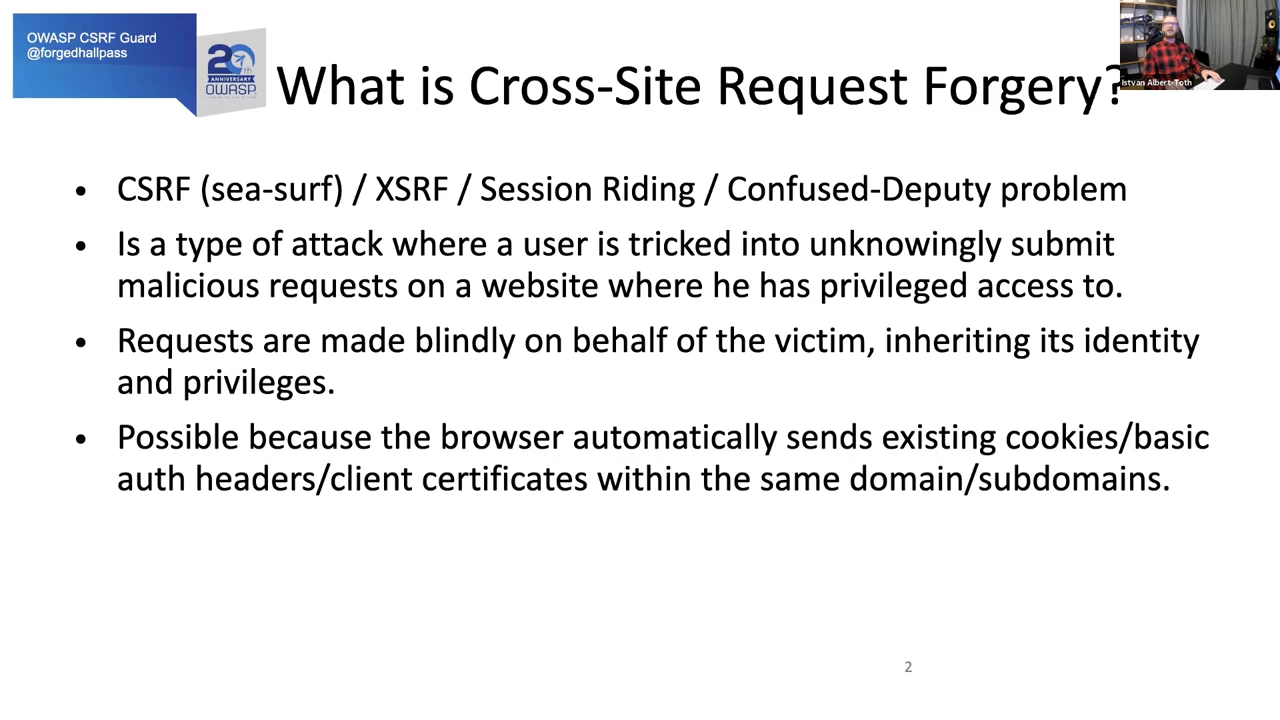 OWASP CSRF Guard
@forgedhallpass
20
th
ANNIVERSARY
OWASP
What is Cross-Site Request Forgery?
Istvan Albert-Toth
• CSRF (sea-surf) / XSRF / Session Riding / Confused-Deputy problem
• Is a type of attack where a user is tricked into unknowingly submit
malicious requests on a website where he has privileged access to.
• Requests are made blindly on behalf of the victim, inheriting its identity
and privileges.
• Possible because the browser automatically sends existing cookies/basic
auth headers/client certificates within the same domain/subdomains.
2